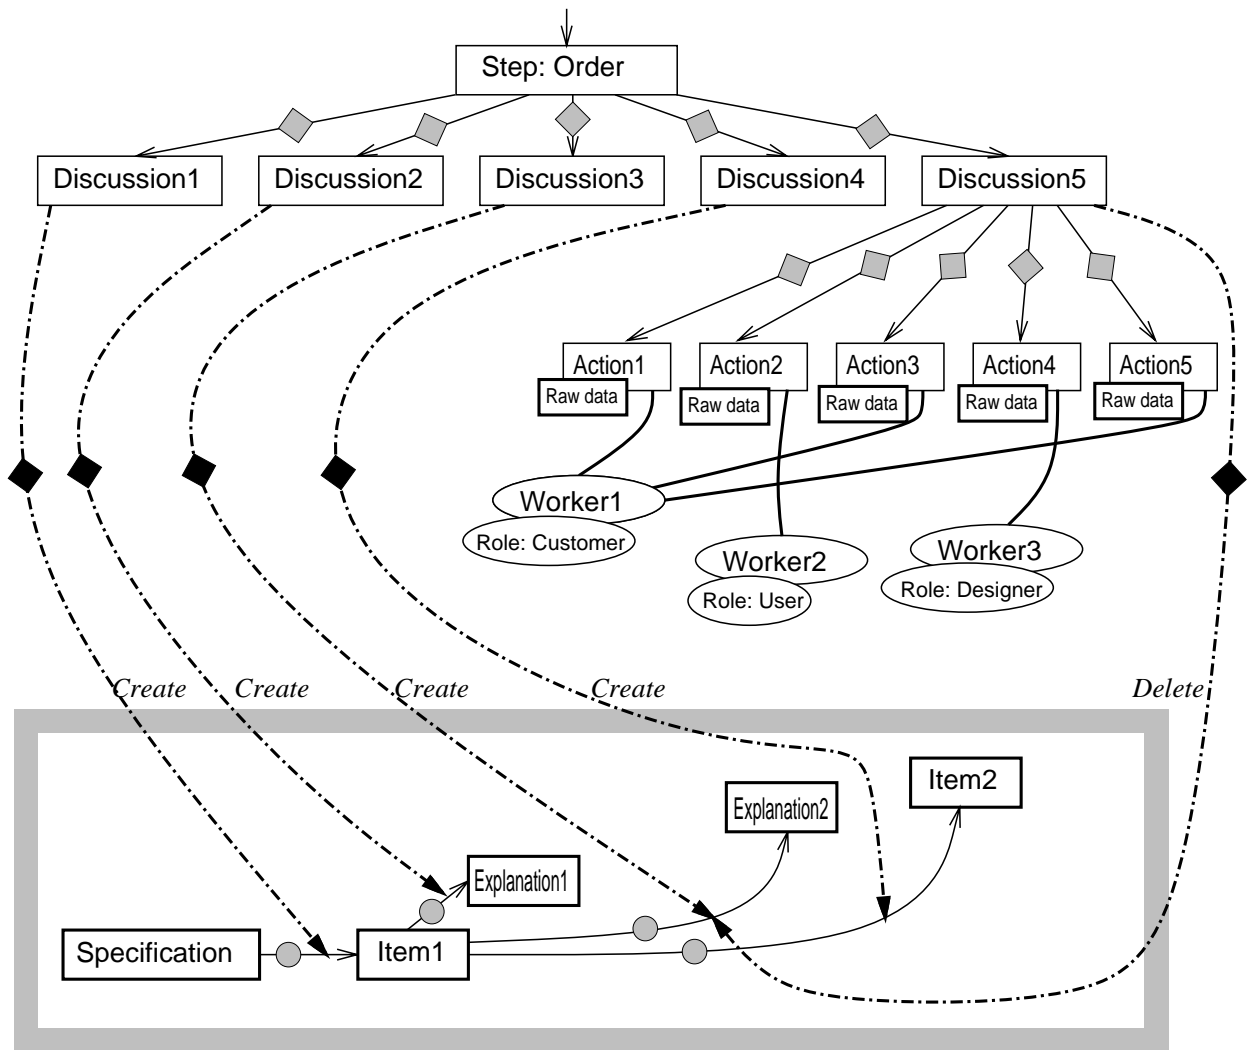 Step: Order
Discussion1
Discussion2
Discussion3
Discussion4
Discussion5
Action1
Action2
Action3
Action4
Action5
Raw data
Raw data
Raw data
Raw data
Raw data
Worker1
Role: Customer
Worker2
Role: User
Worker3
Role: Designer
Create
Create
Create
Create
Delete
Item2
Explanation2
Explanation1
Specification
Item1